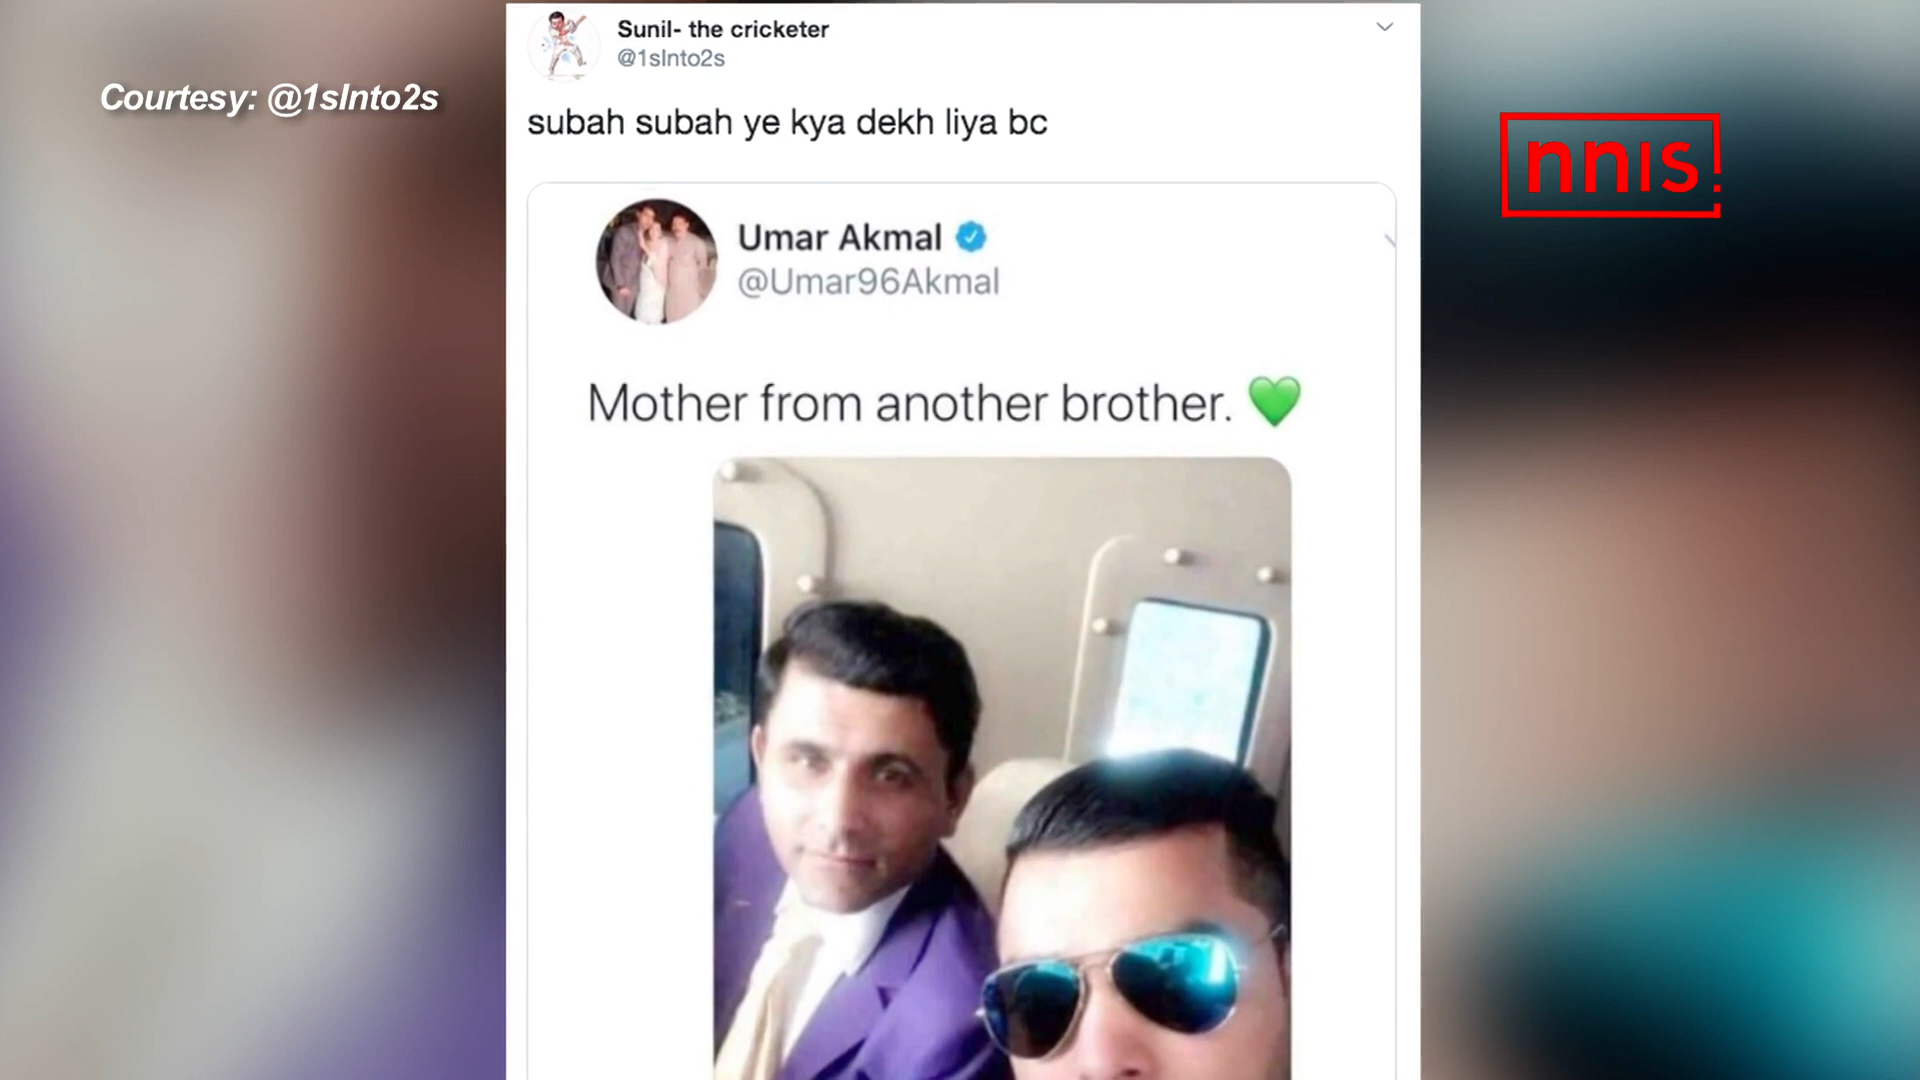 Sunil- the cricketer
@1sInto2s
Courtesy: @1sInto2s
subah subah ye kya dekh liya bc
nnis
Umar Akmal
@Umar96Akmal
Mother from another brother. 💚